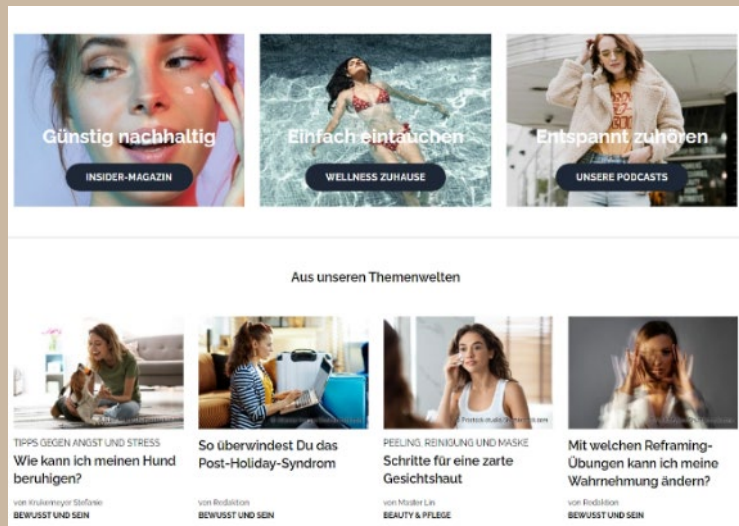 Günstig nachhaltig
Einfach eintauchen
Entspannt zuhören
INSIDER-MAGAZIN
WELLNESS ZUHAUSE
UNSERE PODCASTS
Aus unseren Themenwelten
TIPPS GEGEN ANGST UND STRESS
Wie kann ich meinen Hund
beruhigen?
von Krukemeyer Stefanie
BEWUSST UND SEIN
So überwindest Du das
Post-Holiday-Syndrom
von Redaktion
BEWUSST UND SEIN
PEELING, REINIGUNG UND MASKE
Schritte für eine zarte
Gesichtshaut
von Master Lin
BEAUTY & PFLEGE
Mit welchen Reframing-
Übungen kann ich meine
Wahrnehmung ändern?
von Redaktion
BEWUSST UND SEIN